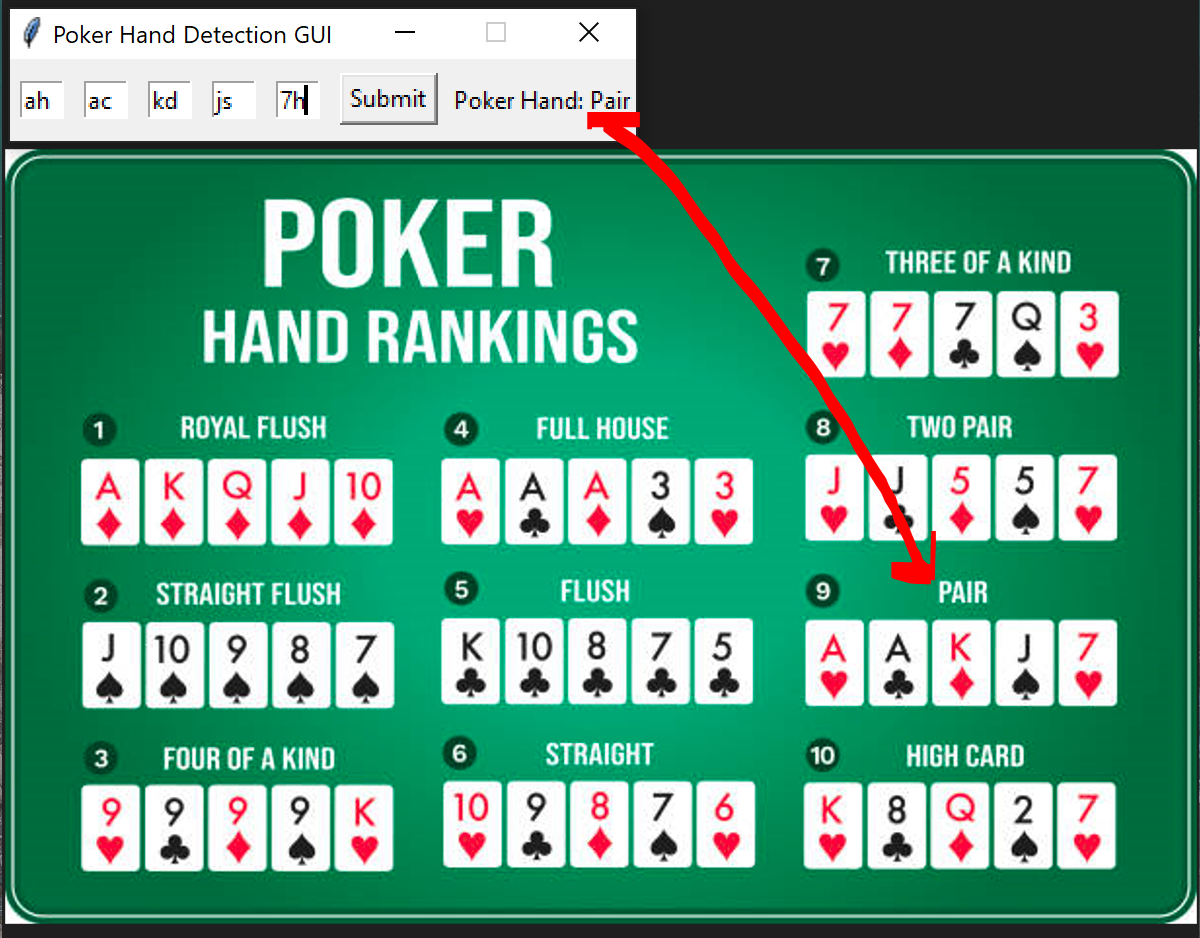 Poker Hand Detection GUI
ah ac kd js 7h Submit Poker Hand: Pair
POKER
HAND RANKINGS
1 ROYAL FLUSH
A K Q J 10
2 STRAIGHT FLUSH
J 10 9 8 7
3 FOUR OF A KIND
9 9 9 9 K
4 FULL HOUSE
A A A 3 3
5 FLUSH
K 10 8 7 5
6 STRAIGHT
10 9 8 7 6
7 THREE OF A KIND
7 7 7 Q 3
8 TWO PAIR
J J 5 5 7
9 PAIR
A A K J 7
10 HIGH CARD
K 8 Q 2 7